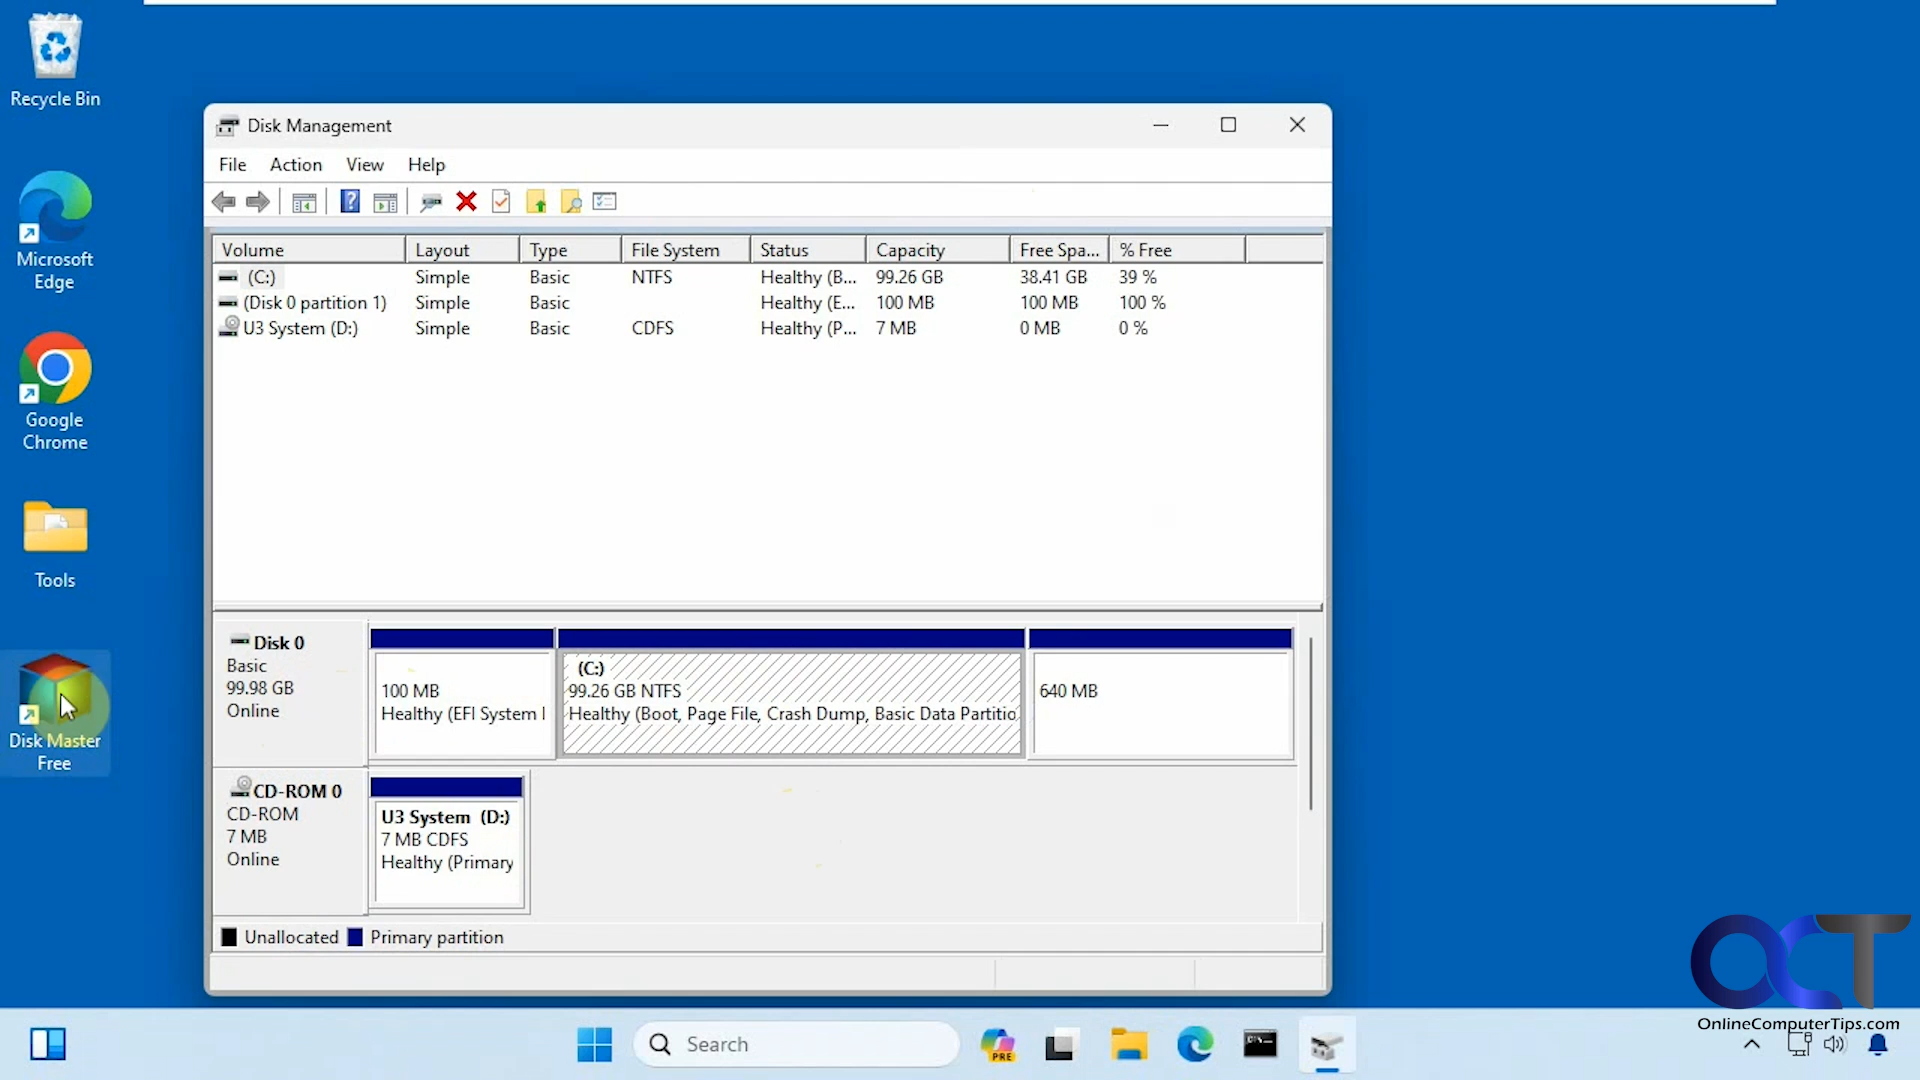 Recycle Bin
Microsoft
Edge
Google
Chrome
Tools
Disk Master
Free
Disk Management
File Action View Help
Volume Layout Type File System Status Capacity Free Spa... % Free
(C:) Simple Basic NTFS Healthy (B... 99.26 GB 38.41 GB 39 %
(Disk 0 partition 1) Simple Basic Healthy (E... 100 MB 100 MB 100 %
U3 System (D:) Simple Basic CDFS Healthy (P... 7 MB 0 MB 0 %
Disk 0
Basic
99.98 GB
Online
100 MB
Healthy (EFI System
(C:)
99.26 GB NTFS
Healthy (Boot, Page File, Crash Dump, Basic Data Partitio
640 MB
CD-ROM 0
CD-ROM
7 MB
Online
U3 System (D:)
7 MB CDFS
Healthy (Primary
Unallocated Primary partition
OCT
OnlineComputerTips.com
Search
PRE